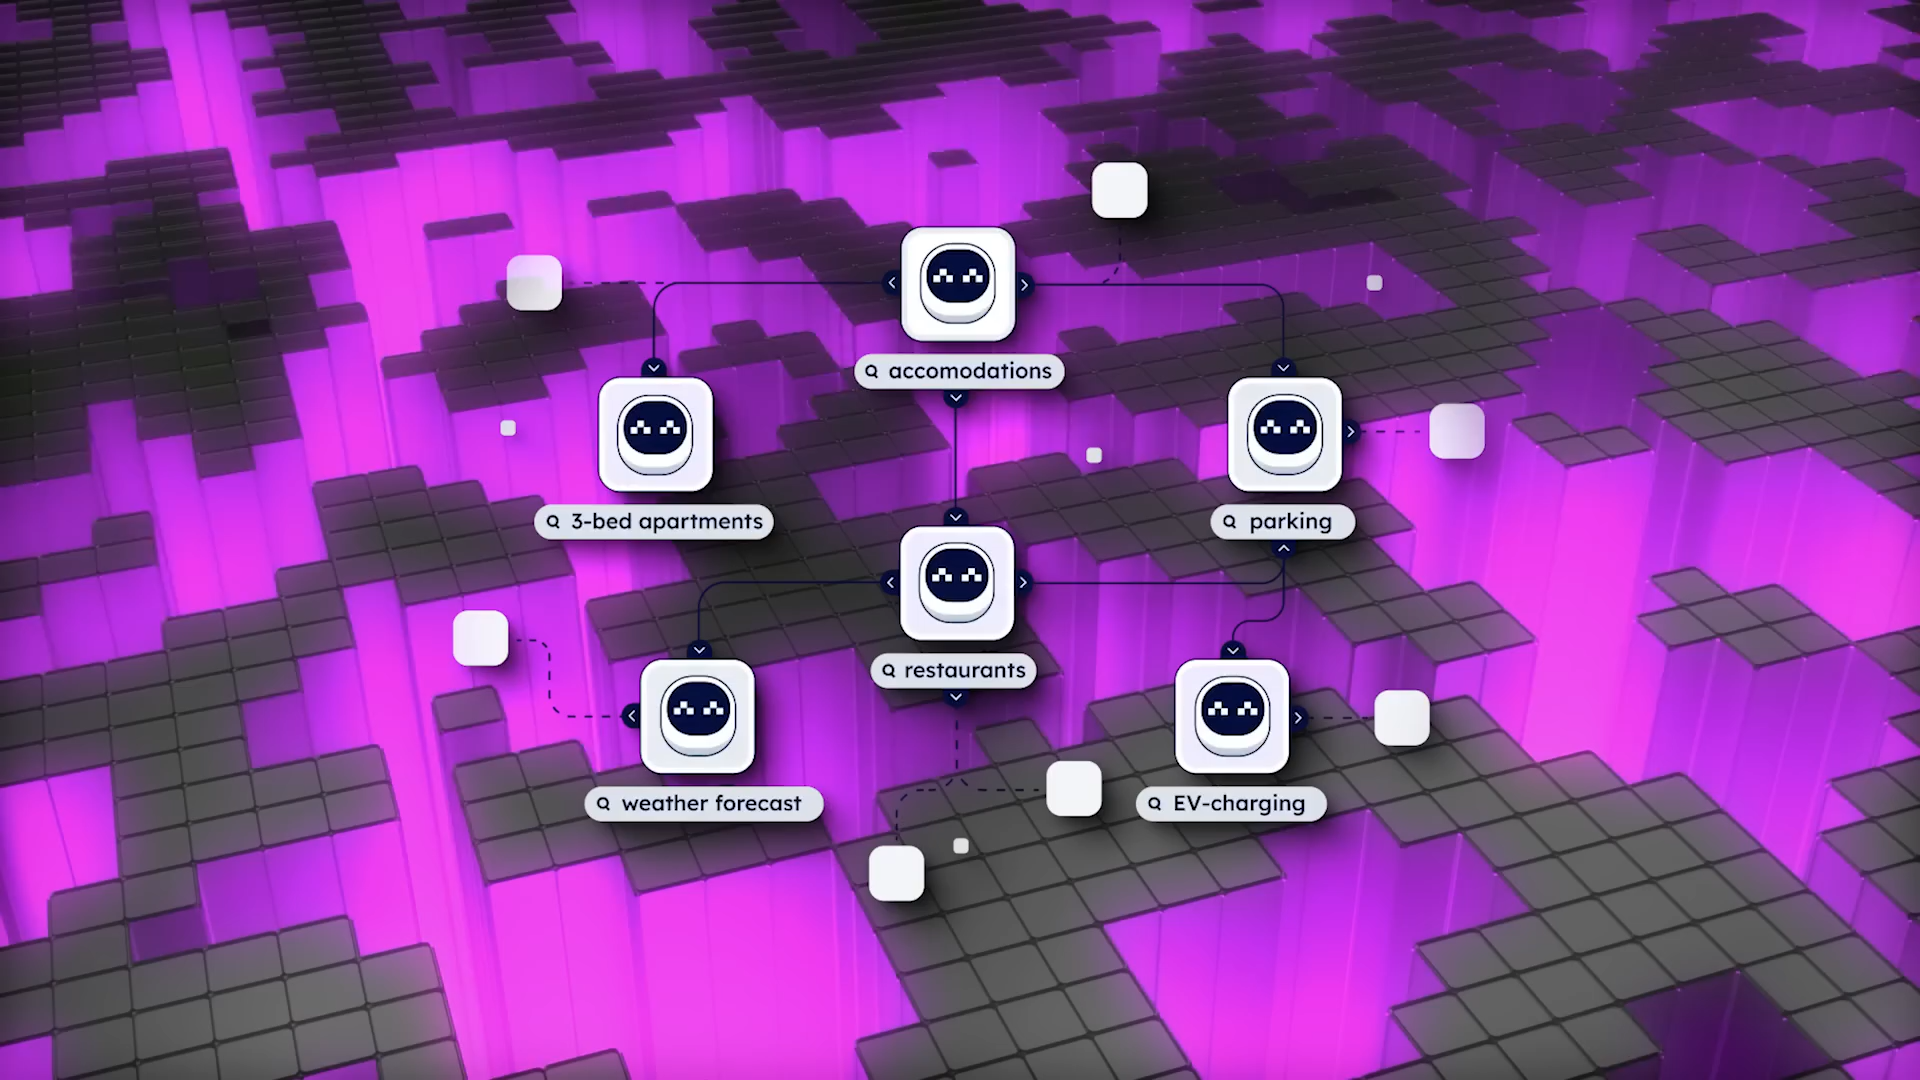 accomodations
3-bed apartments
parking
restaurants
weather forecast
EV-charging